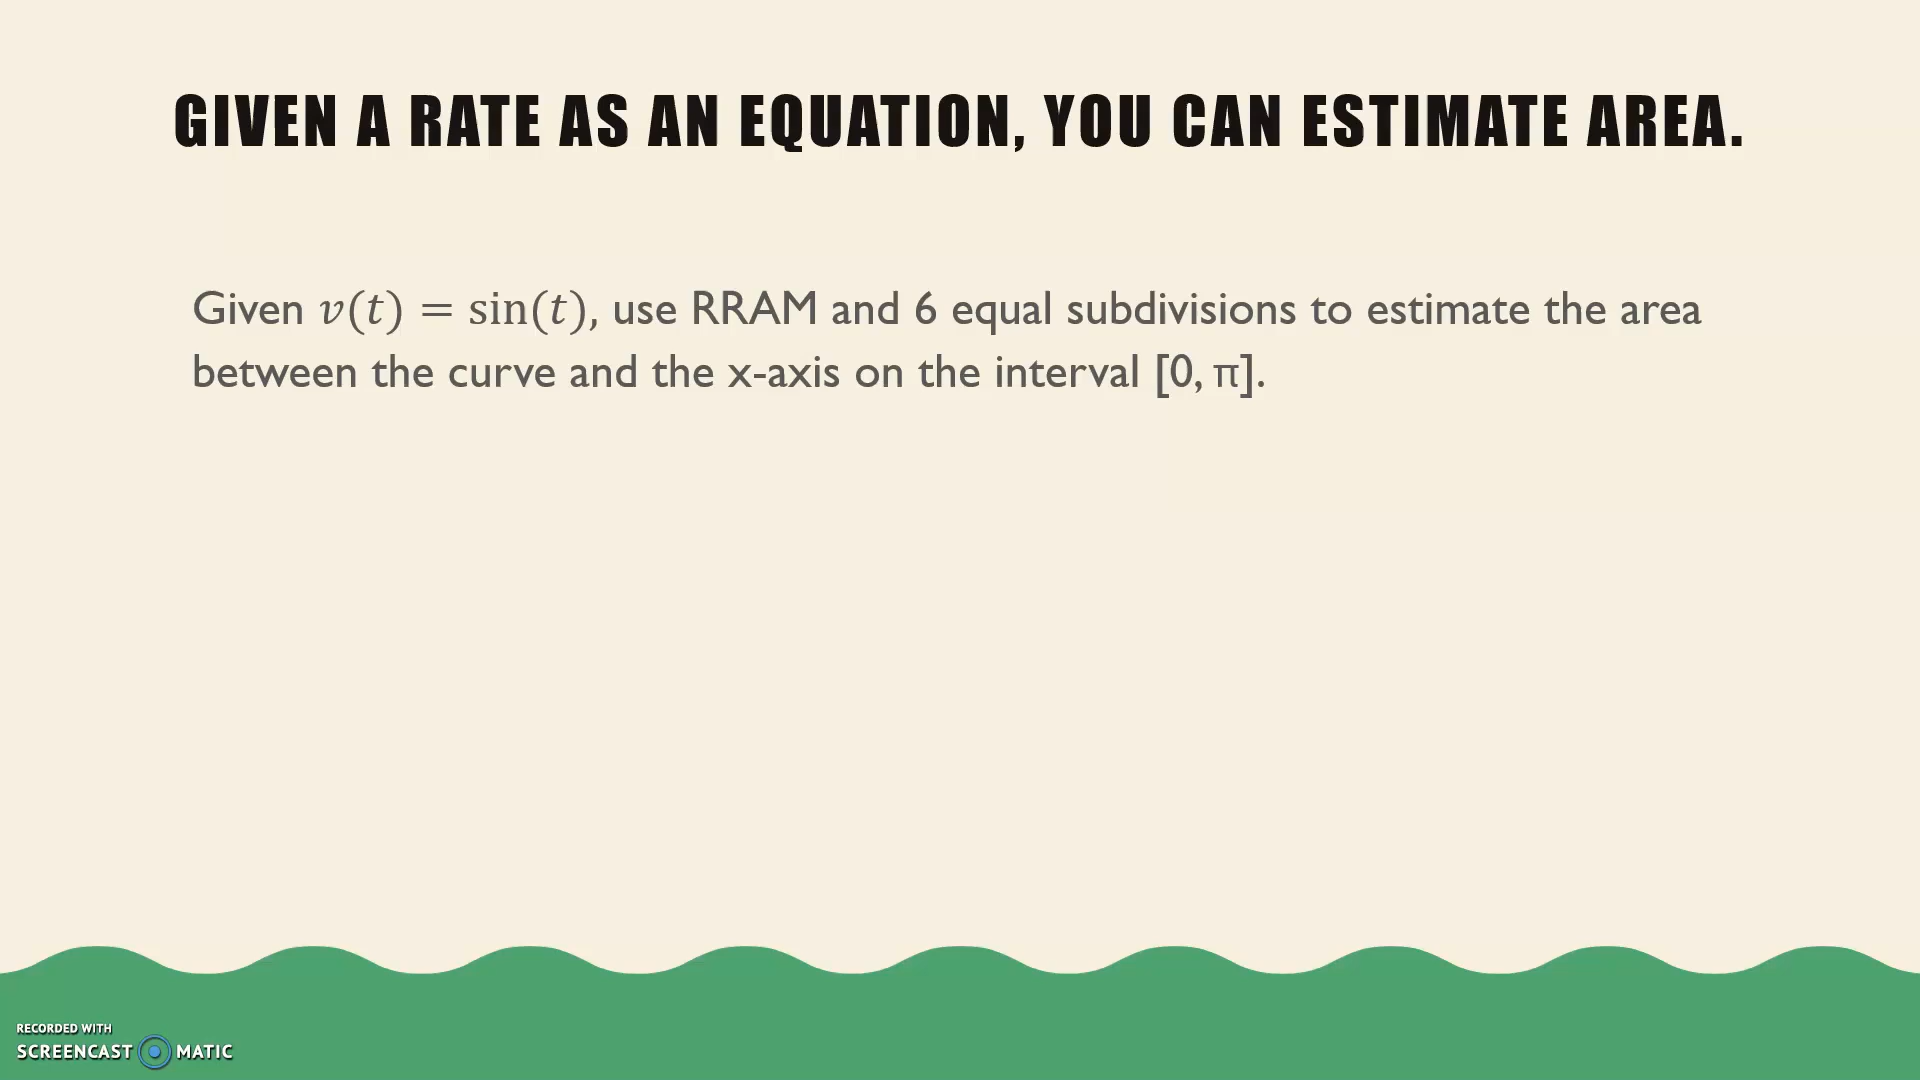 GIVEN A RATE AS AN EQUATION, YOU CAN ESTIMATE AREA.
Given v(t) = sin(t), use RRAM and 6 equal subdivisions to estimate the area
between the curve and the x-axis on the interval [0, π].
RECORDED WITH
SCREENCAST MATIC